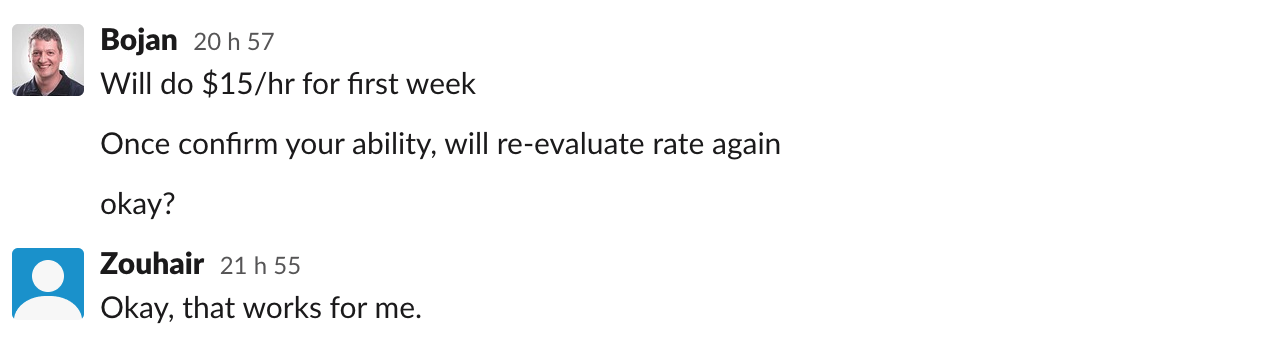 Bojan 20 h 57
Will do $15/hr for first week
Once confirm your ability, will re-evaluate rate again
okay?
Zouhair 21 h 55
Okay, that works for me.